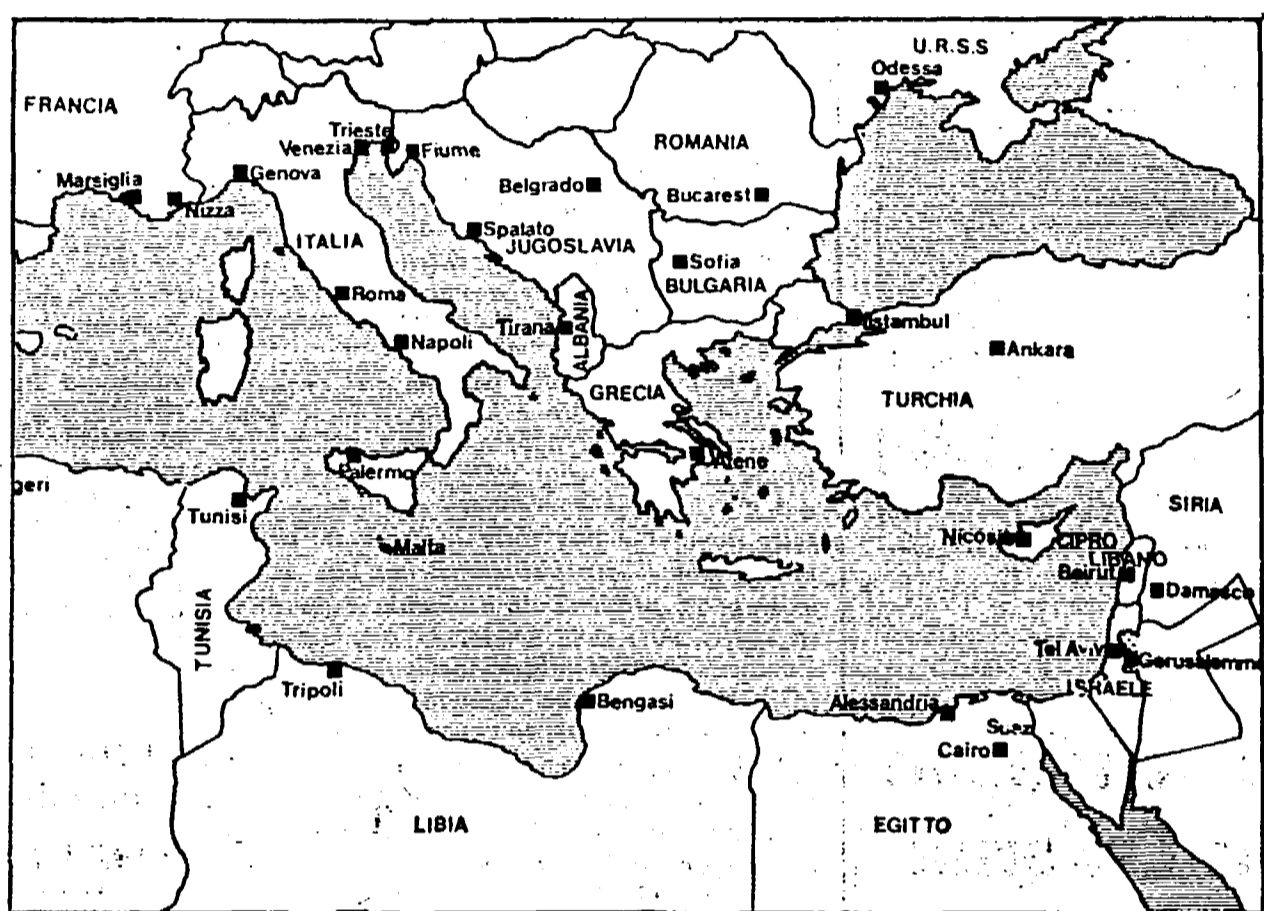 U.R.S.S
Odessa
FRANCIA
Trieste
Venezia
Fiume
ROMANIA
Genova
Marsiglia
Nizza
Belgrado
Bucarest
Spalato
JUGOSLAVIA
ITALIA
Sofia
BULGARIA
Roma
Tirana
ALBANIA
Istambul
Napoli
Ankara
GRECIA
TURCHIA
Palermo
Atene
geri
Tunisi
SIRIA
Malta
Nicosia
CIPRO
LIBANO
Beirut
Damasco
TUNISIA
Tel Aviv
Gerusalemme
Tripoli
ISRAELE
Bengasi
Alessandria
Suez
Cairo
LIBIA
EGITTO